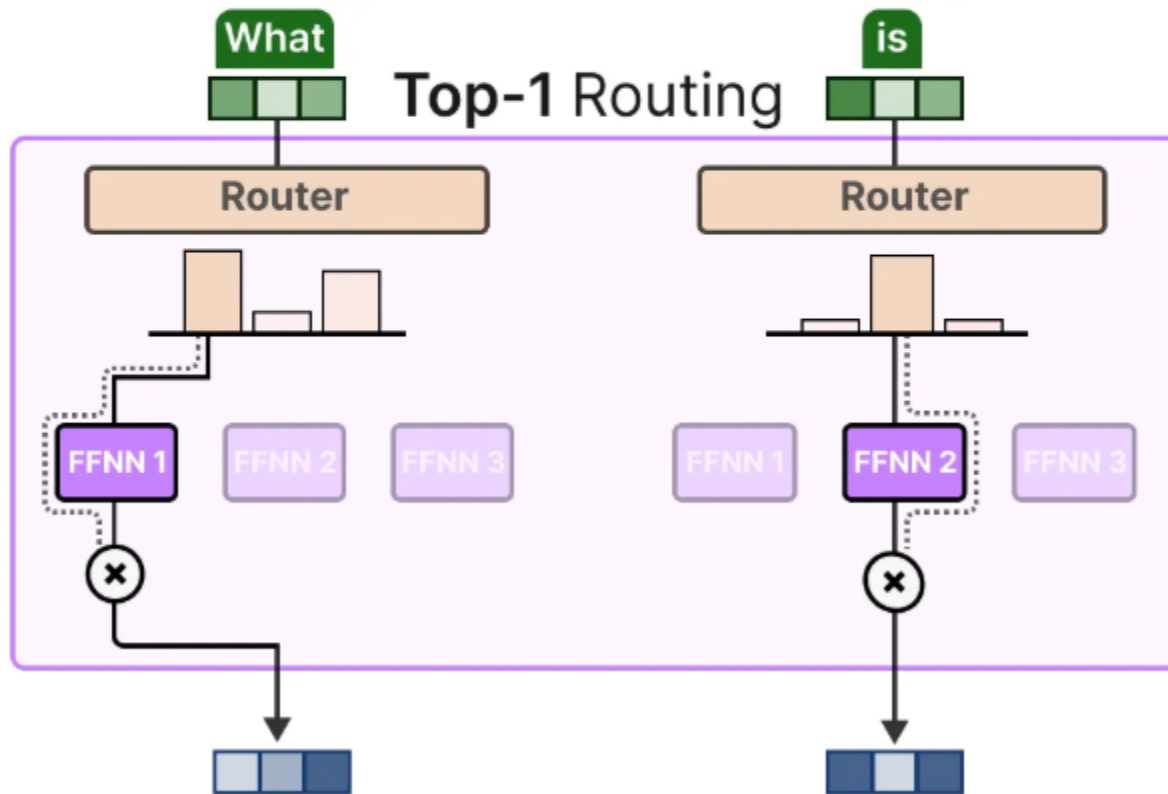 What
is
Top-1 Routing
Router
Router
FFNN 1
FFNN 2
FFNN 3
FFNN 1
FFNN 2
FFNN 3